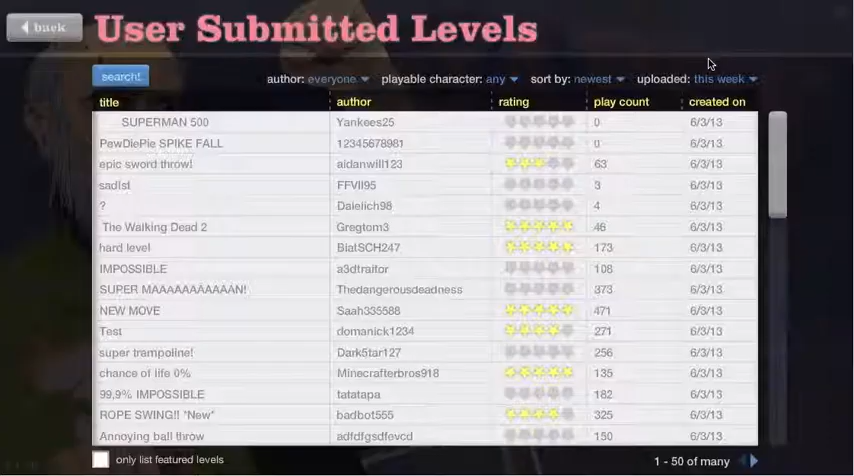 back
User Submitted Levels
search! author: everyone playable character: any sort by: newest uploaded: this week
title author rating play count created on
SUPERMAN 500 Yankees25 0 6/3/13
PewDiePie SPIKE FALL 12345678981 0 6/3/13
epic sword throw! aidanwill123 63 6/3/13
sadist FFVII95 3 6/3/13
? Dalelich98 4 6/3/13
The Walking Dead 2 Gregtom3 46 6/3/13
hard level BiatSCH247 173 6/3/13
IMPOSSIBLE a3dtraitor 108 6/3/13
SUPER MAAAAAAAAAAN! Thedangerousdeadness 373 6/3/13
NEW MOVE Saah335588 471 6/3/13
Test domanick1234 271 6/3/13
super trampoline! Dark5tar127 256 6/3/13
chance of life 0% Minecrafterbros918 135 6/3/13
99,9% IMPOSSIBLE tatatapa 182 6/3/13
ROPE SWING!! *New* badbot555 325 6/3/13
Annoying ball throw adfdfgsdfevcd 150 6/3/13
only list featured levels 1 - 50 of many